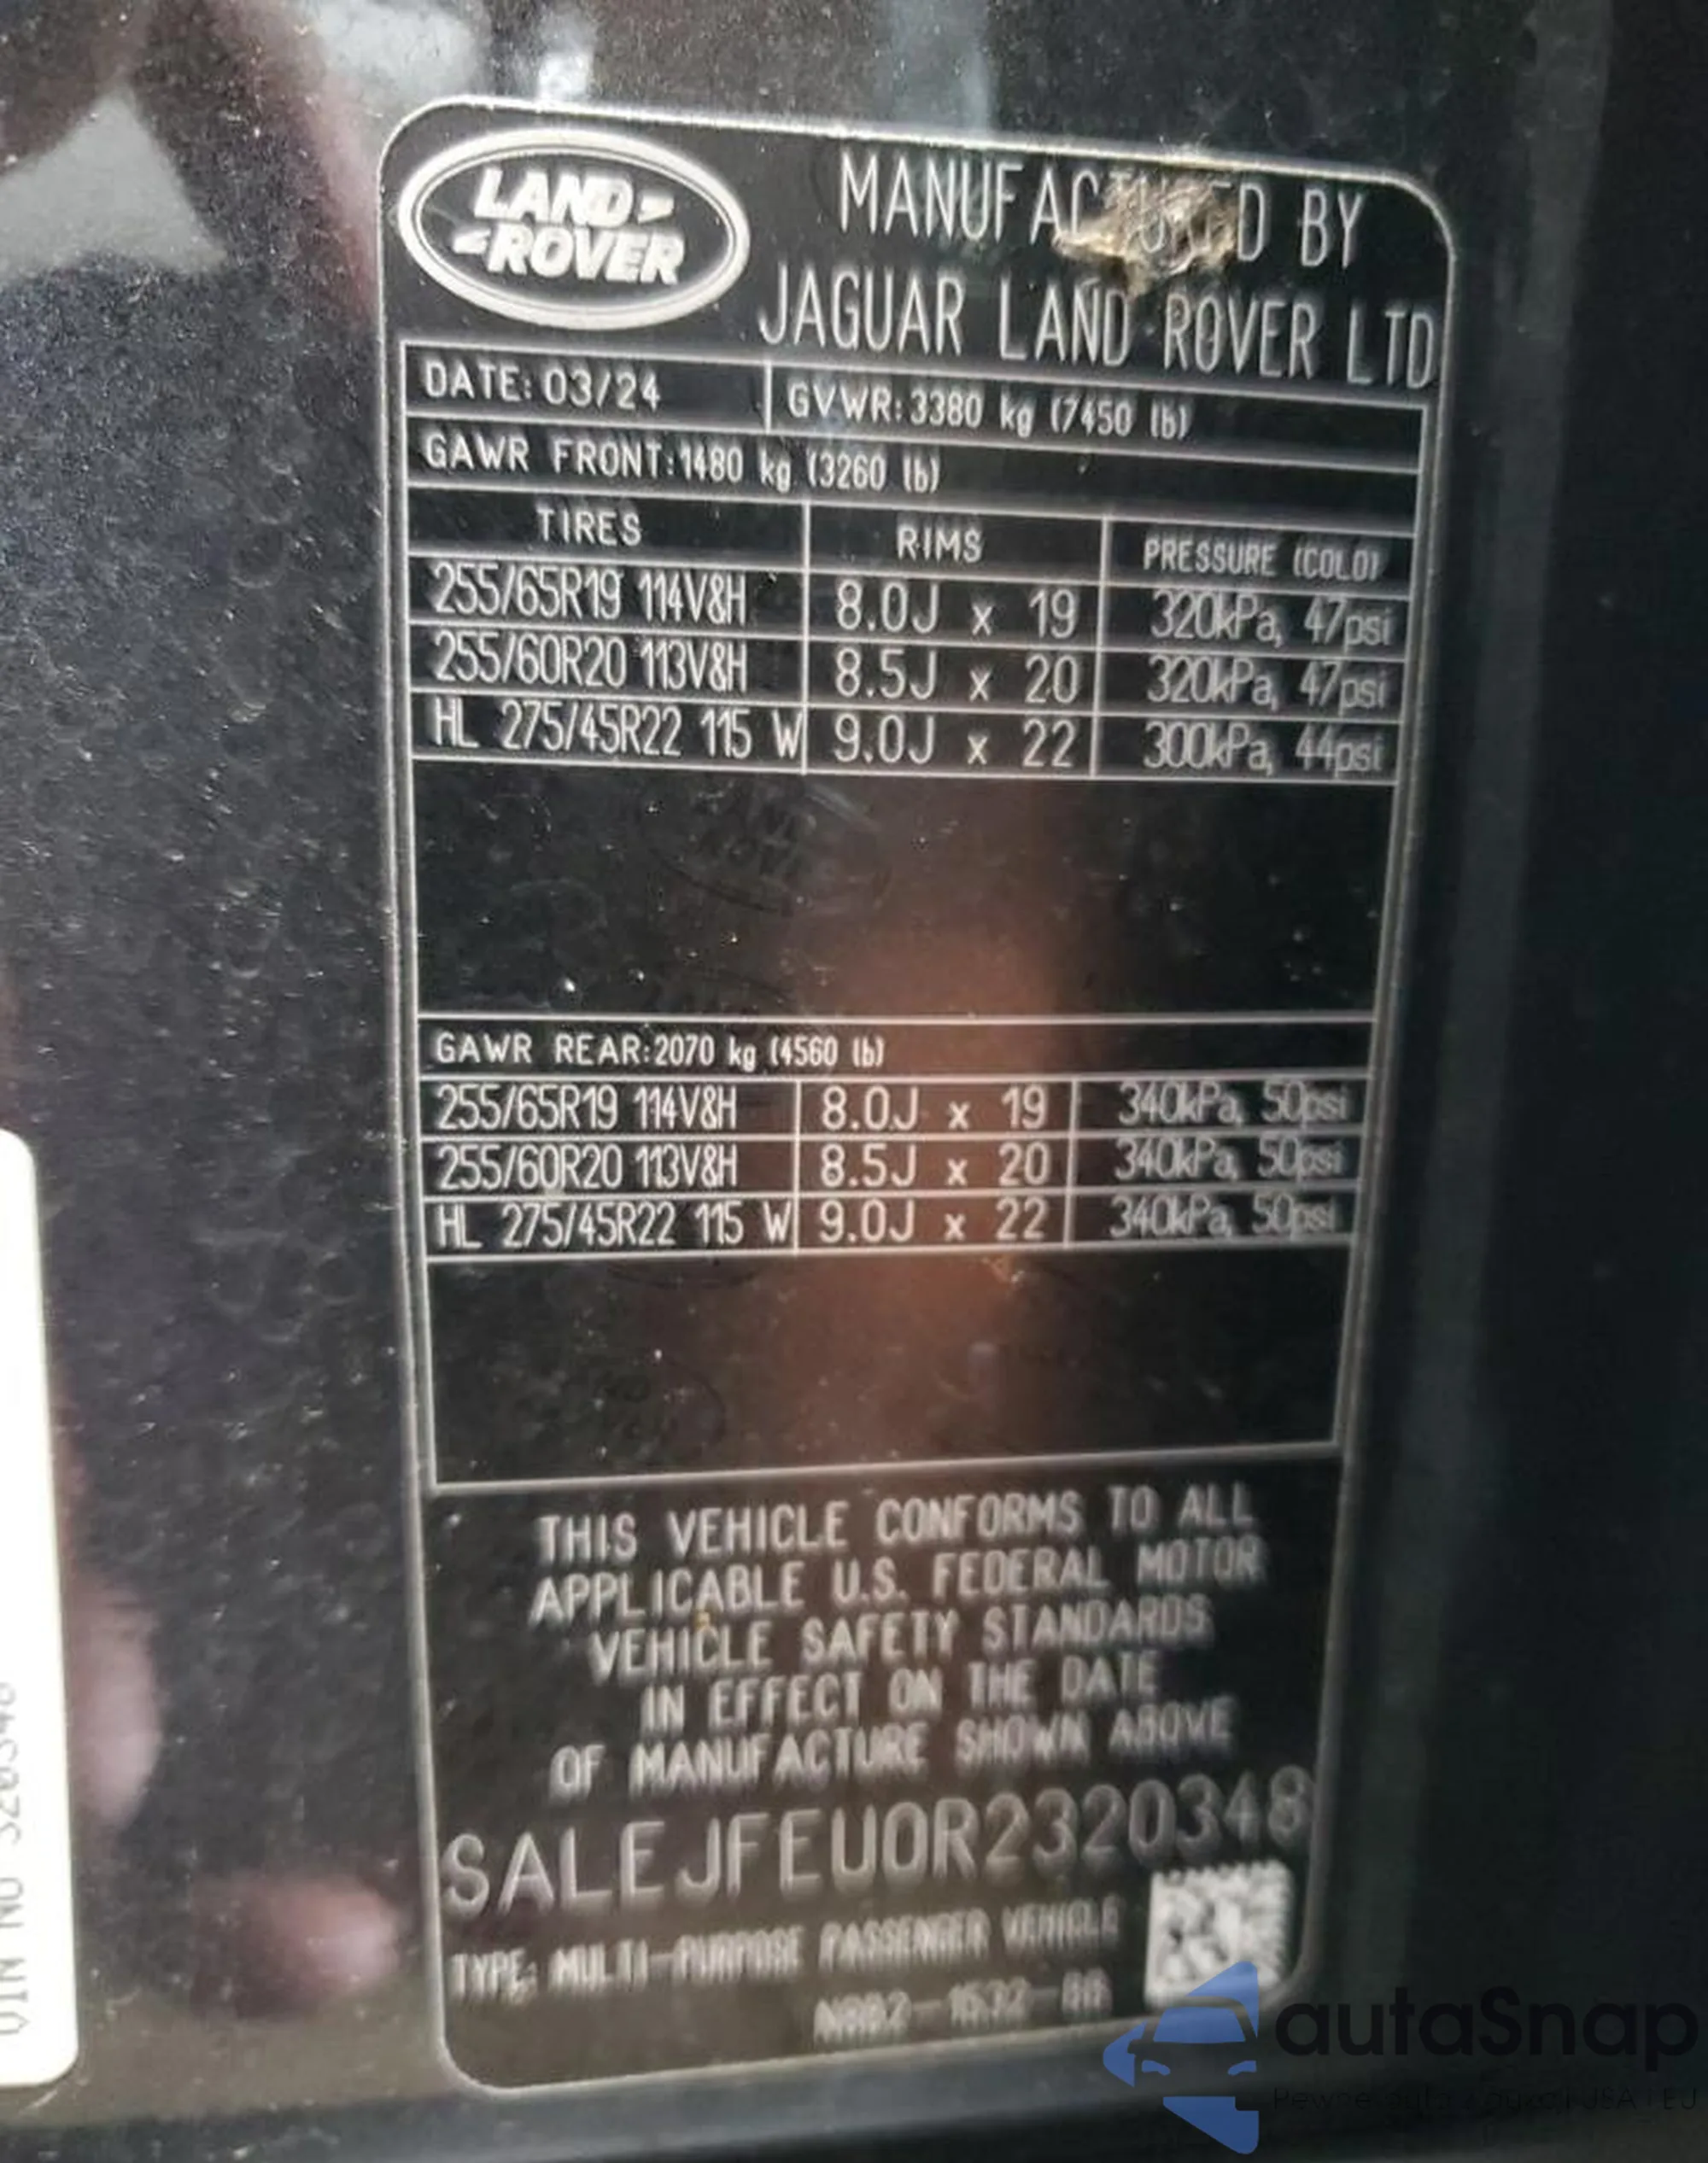 LAND ROVER
MANUFACTURED BY
JAGUAR LAND ROVER LTD
DATE: 03/24 GVWR: 3380 kg (7450 lb)
GAWR FRONT: 1480 kg (3260 lb)
TIRES RIMS PRESSURE (COLD)
255/65R19 114V&H 8.0J x 19 320kPa, 47psi
255/60R20 113V&H 8.5J x 20 320kPa, 47psi
HL 275/45R22 115 W 9.0J x 22 300kPa, 44psi
GAWR REAR: 2070 kg (4560 lb)
255/65R19 114V&H 8.0J x 19 340kPa, 50psi
255/60R20 113V&H 8.5J x 20 340kPa, 50psi
HL 275/45R22 115 W 9.0J x 22 340kPa, 50psi
THIS VEHICLE CONFORMS TO ALL
APPLICABLE U.S. FEDERAL MOTOR
VEHICLE SAFETY STANDARDS
IN EFFECT ON THE DATE
OF MANUFACTURE SHOWN ABOVE
SALEJFEU0R2320348
TYPE: MULTI-PURPOSE PASSENGER VEHICLE
VIN NO 320348
autaSnap